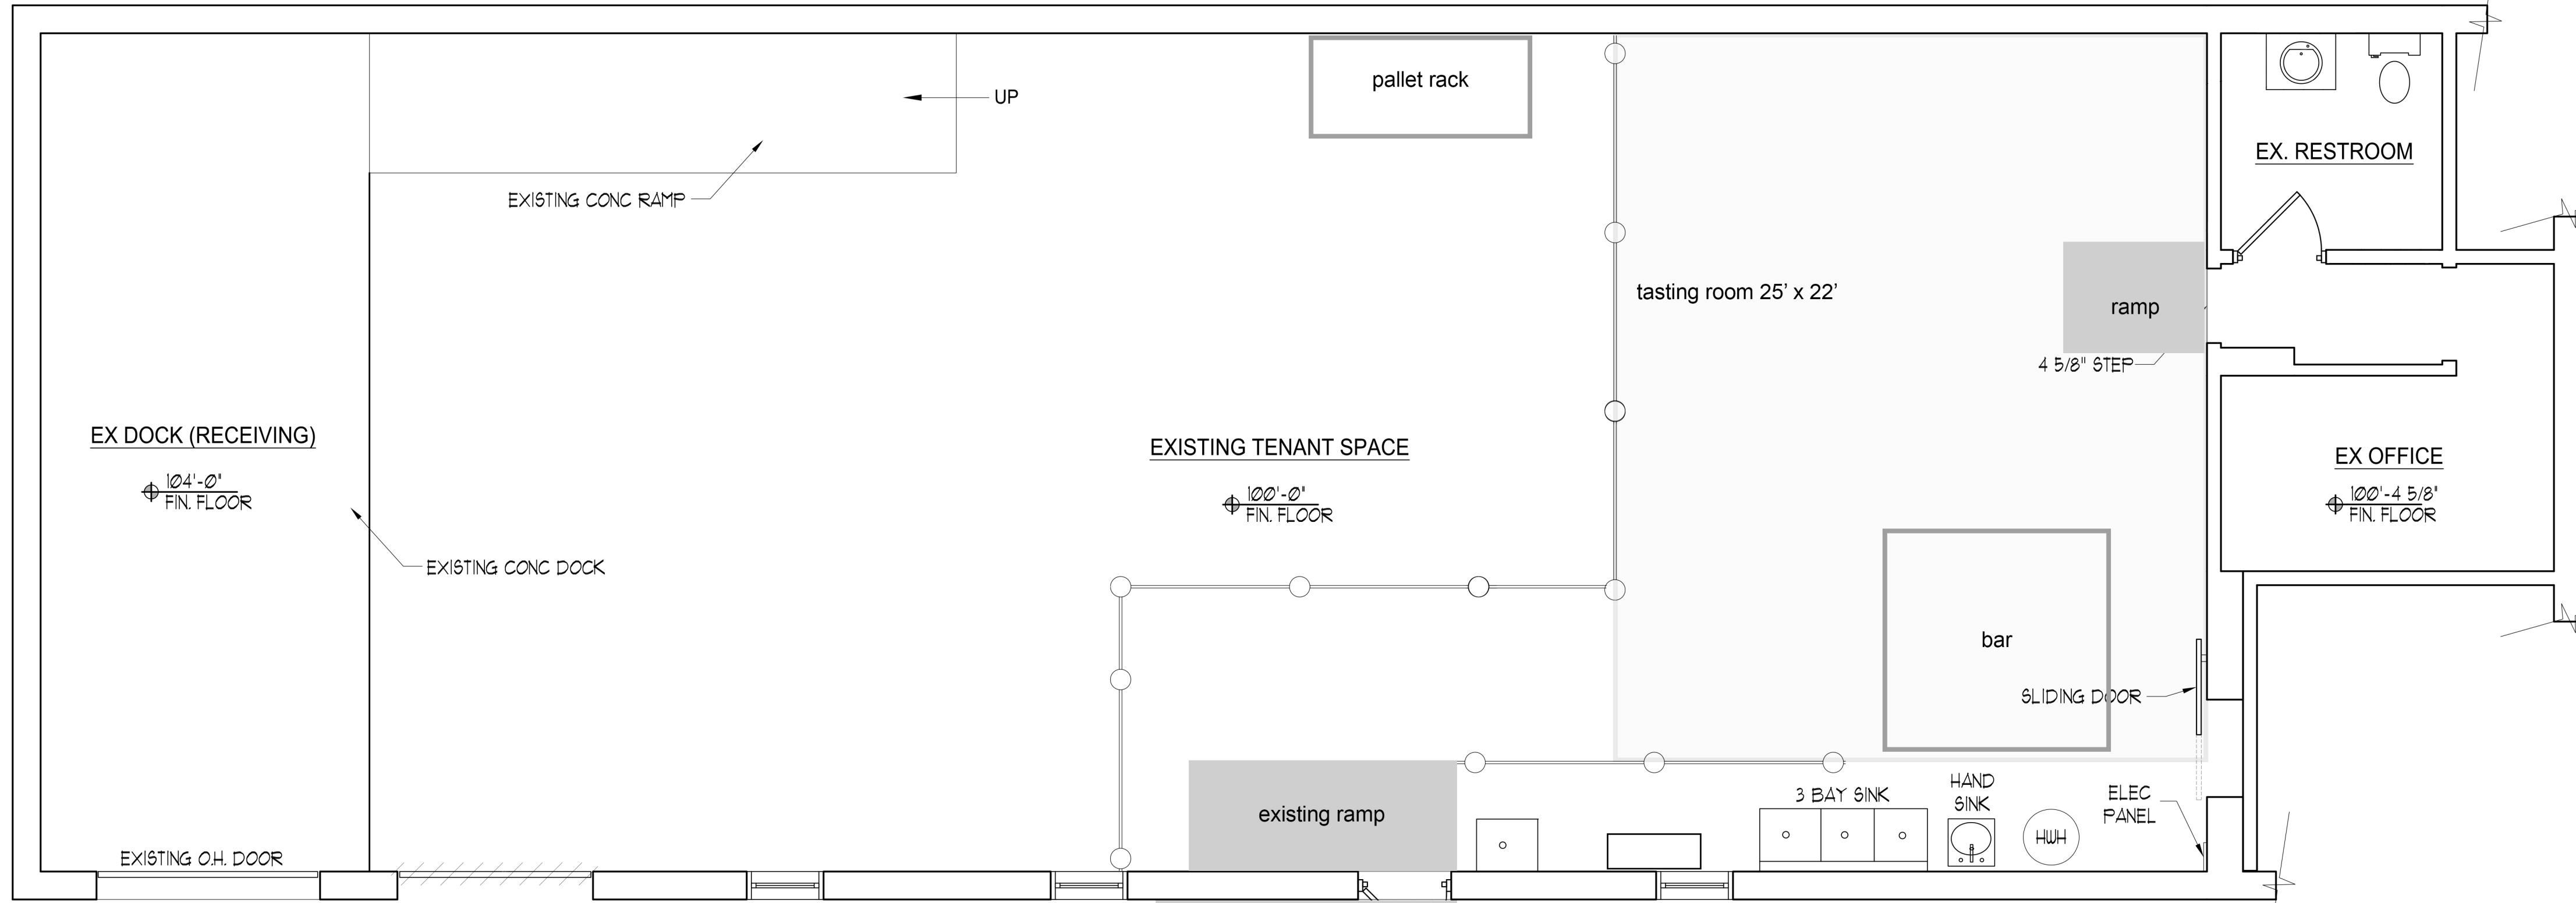 pallet rack
UP
EX. RESTROOM
EXISTING CONC RAMP
tasting room 25’ x 22’
ramp
4 5/8" STEP
EX DOCK (RECEIVING)
104'-0"
FIN. FLOOR
EXISTING TENANT SPACE
100'-0"
FIN. FLOOR
EX OFFICE
100'-4 5/8"
FIN. FLOOR
EXISTING CONC DOCK
bar
SLIDING DOOR
existing ramp
3 BAY SINK
HAND
SINK
HWH
ELEC
PANEL
EXISTING O.H. DOOR